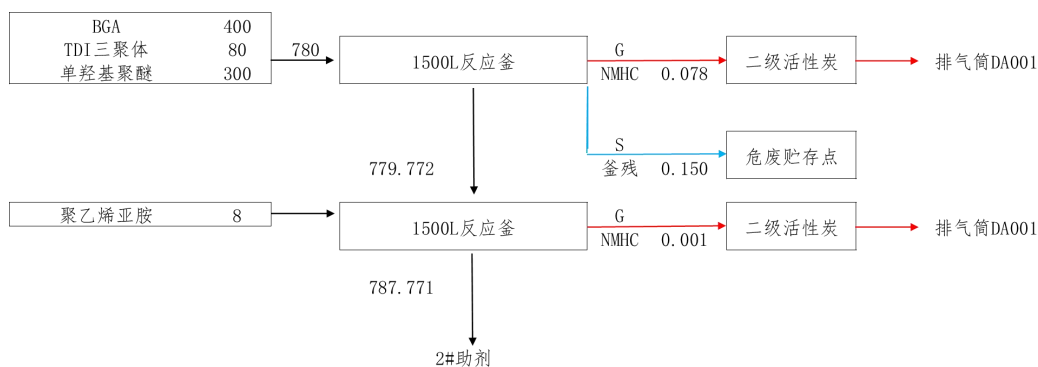 BGA 400
TDI三聚体 80
单羟基聚醚 300
780
1500L反应釜
G
NMHC 0.078
二级活性炭
排气筒DA001
S
釜残 0.150
危废贮存点
779.772
聚乙烯亚胺 8
1500L反应釜
G
NMHC 0.001
二级活性炭
排气筒DA001
787.771
2#助剂